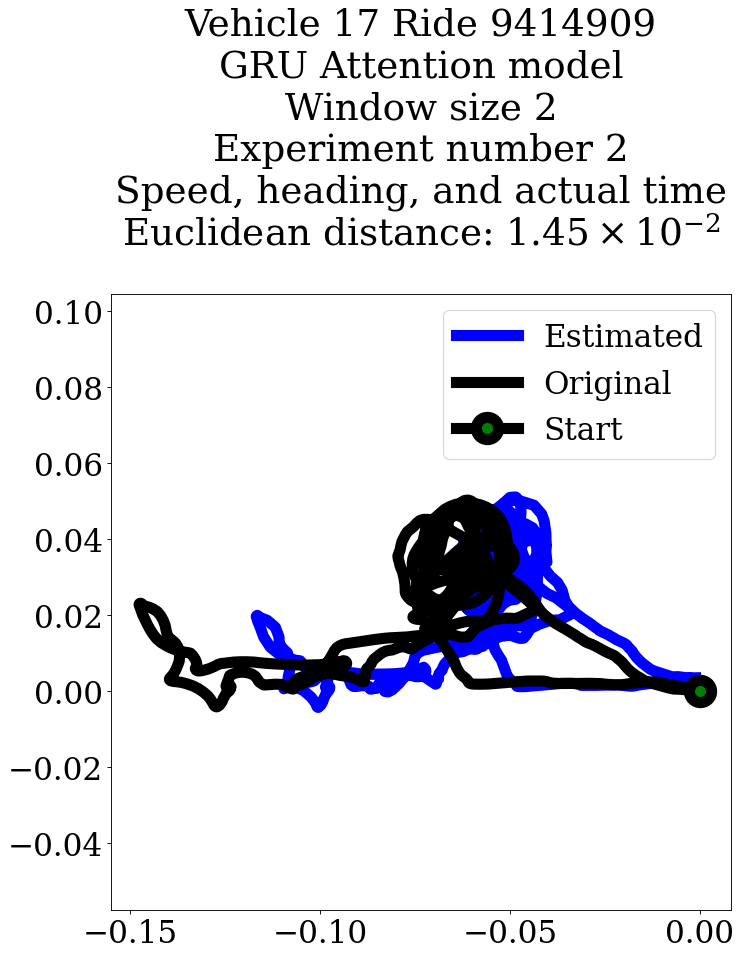 Vehicle 17 Ride 9414909
GRU Attention model
Window size 2
Experiment number 2
Speed, heading, and actual time
Euclidean distance: 1.45 × 10⁻²
Estimated
Original
Start
0.10
0.08
0.06
0.04
0.02
0.00
−0.02
−0.04
−0.15 −0.10 −0.05 0.00